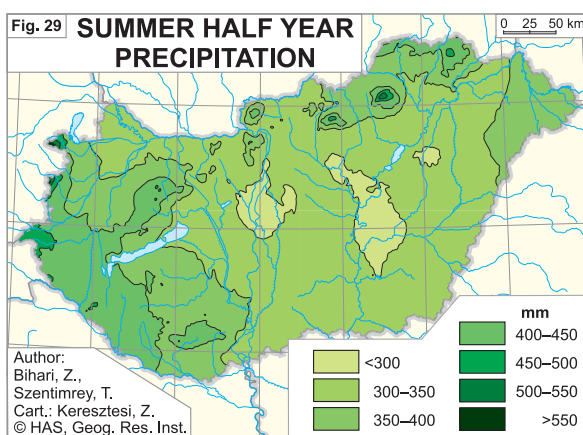 Fig. 29
SUMMER HALF YEAR
PRECIPITATION
0 25 50 km
mm
<300
300–350
350–400
400–450
450–500
500–550
>550
Author:
Bihari, Z.,
Szentimrey, T.
Cart.: Keresztesi, Z.
© HAS, Geog. Res. Inst.